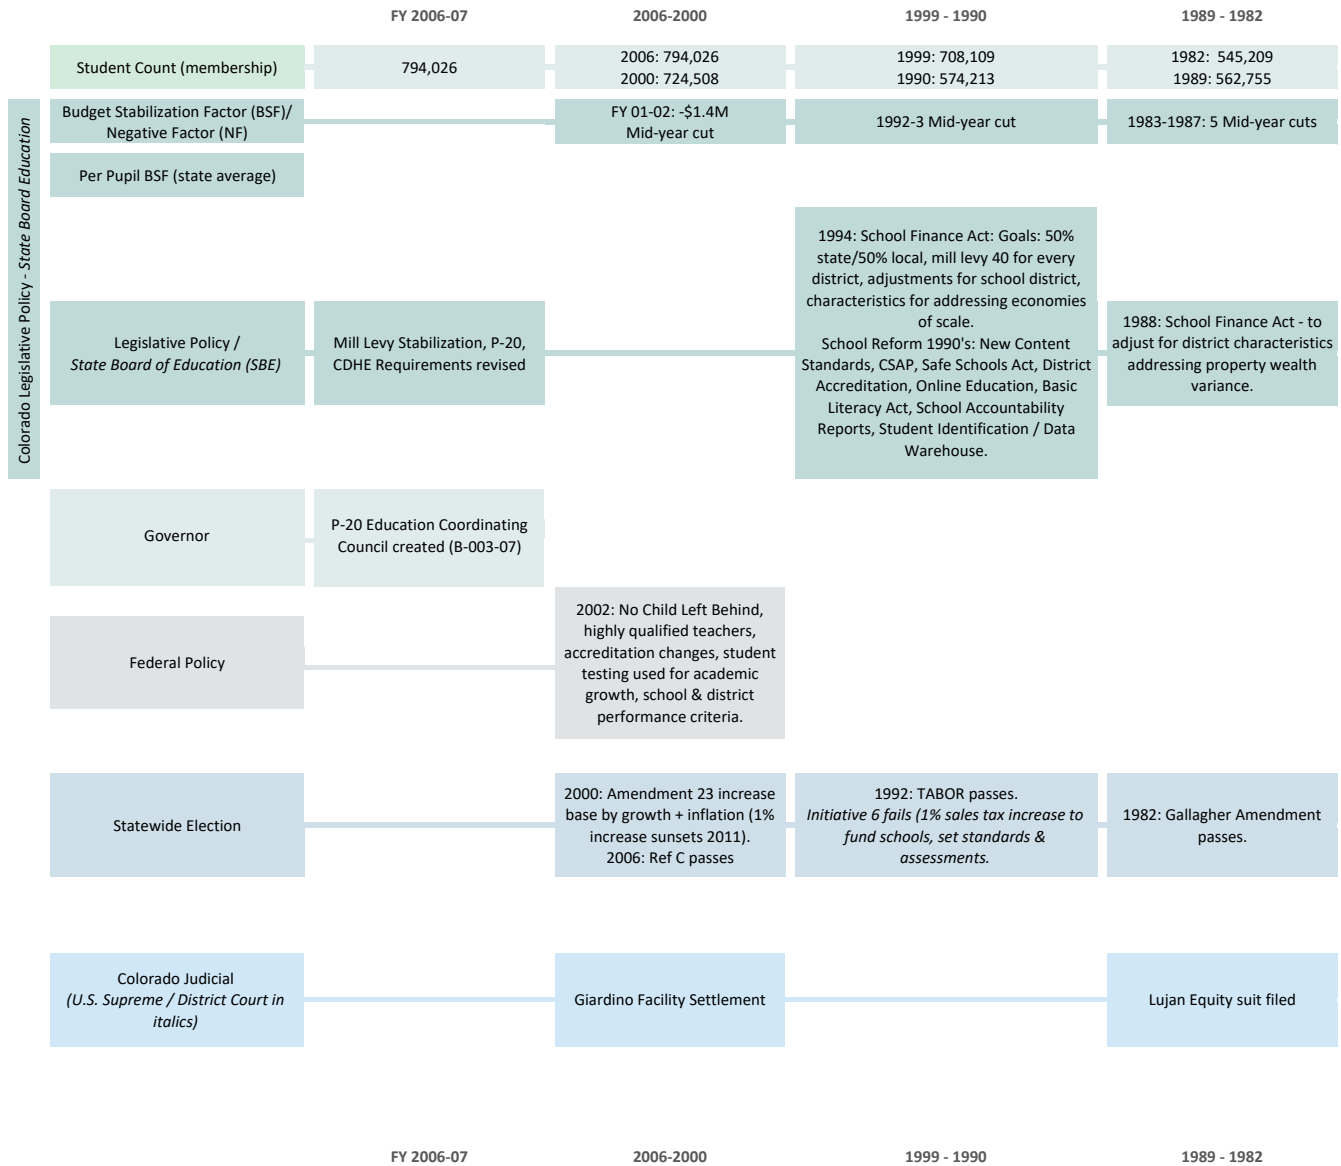 FY 2006-07
2006-2000
1999 - 1990
1989 - 1982
Student Count (membership)
794,026
2006: 794,026
2000: 724,508
1999: 708,109
1990: 574,213
1982:  545,209
1989: 562,755
Colorado Legislative Policy - State Board Education
Budget Stabilization Factor (BSF)/
Negative Factor (NF)
FY 01-02: -$1.4M
Mid-year cut
1992-3 Mid-year cut
1983-1987: 5 Mid-year cuts
Per Pupil BSF (state average)
Legislative Policy /
State Board of Education (SBE)
Mill Levy Stabilization, P-20,
CDHE Requirements revised
1994: School Finance Act: Goals: 50%
state/50% local, mill levy 40 for every
district, adjustments for school district,
characteristics for addressing economies
of scale.
School Reform 1990's: New Content
Standards, CSAP, Safe Schools Act, District
Accreditation, Online Education, Basic
Literacy Act, School Accountability
Reports, Student Identification / Data
Warehouse.
1988: School Finance Act - to
adjust for district characteristics
addressing property wealth
variance.
Governor
P-20 Education Coordinating
Council created (B-003-07)
Federal Policy
2002: No Child Left Behind,
highly qualified teachers,
accreditation changes, student
testing used for academic
growth, school & district
performance criteria.
Statewide Election
2000: Amendment 23 increase
base by growth + inflation (1%
increase sunsets 2011).
2006: Ref C passes
1992: TABOR passes.
Initiative 6 fails (1% sales tax increase to
fund schools, set standards &
assessments.
1982: Gallagher Amendment
passes.
Colorado Judicial
(U.S. Supreme / District Court in
italics)
Giardino Facility Settlement
Lujan Equity suit filed
FY 2006-07
2006-2000
1999 - 1990
1989 - 1982